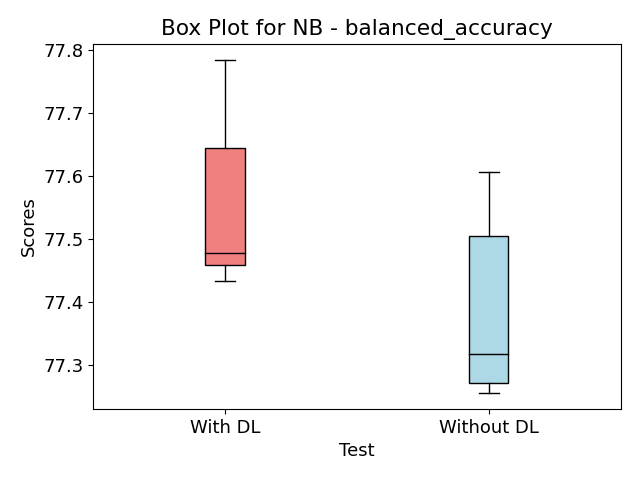 Box Plot for NB - balanced_accuracy
77.8
77.7
77.6
77.5
77.4
77.3
Scores
With DL
Without DL
Test